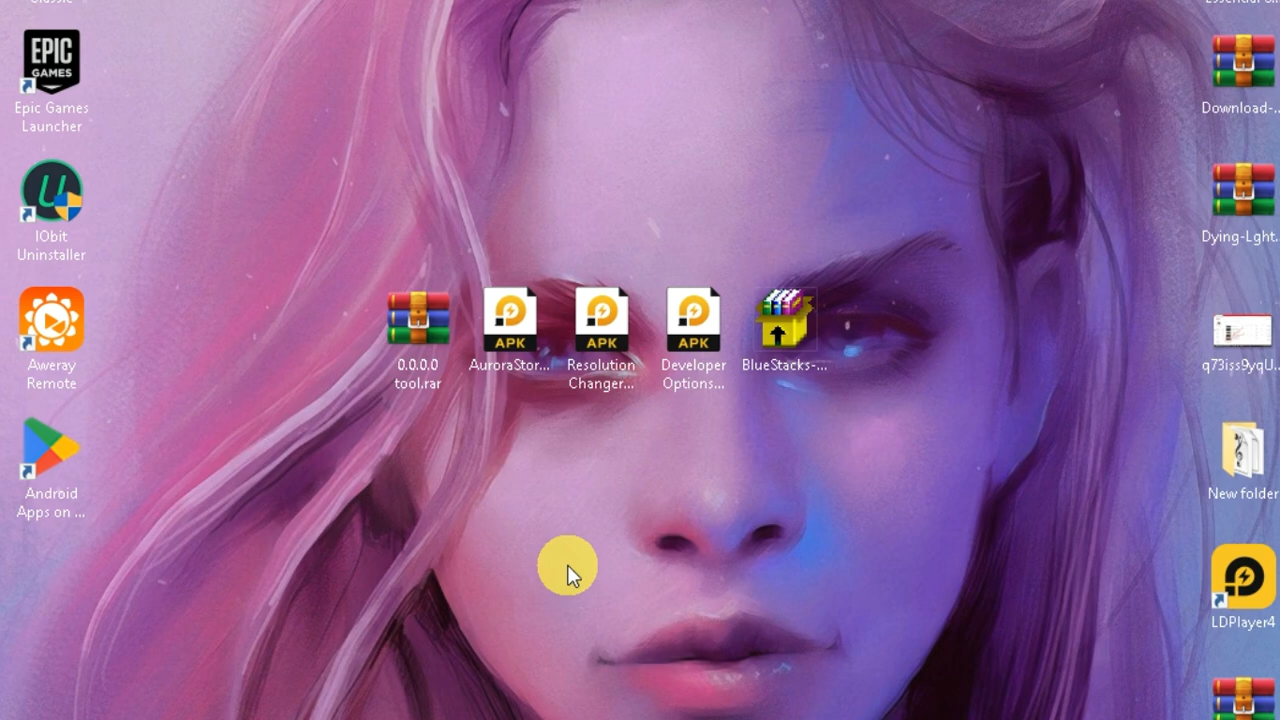 Classic
EPIC
GAMES
Epic Games
Launcher
IObit
Uninstaller
Aweray
Remote
Android
Apps on ...
0.0.0.0
tool.rar
APK
AuroraStor...
APK
Resolution
Changer...
APK
Developer
Options...
BlueStacks-...
Download-...
Dying-Lght...
q73iss9yqU...
New folder
LDPlayer4